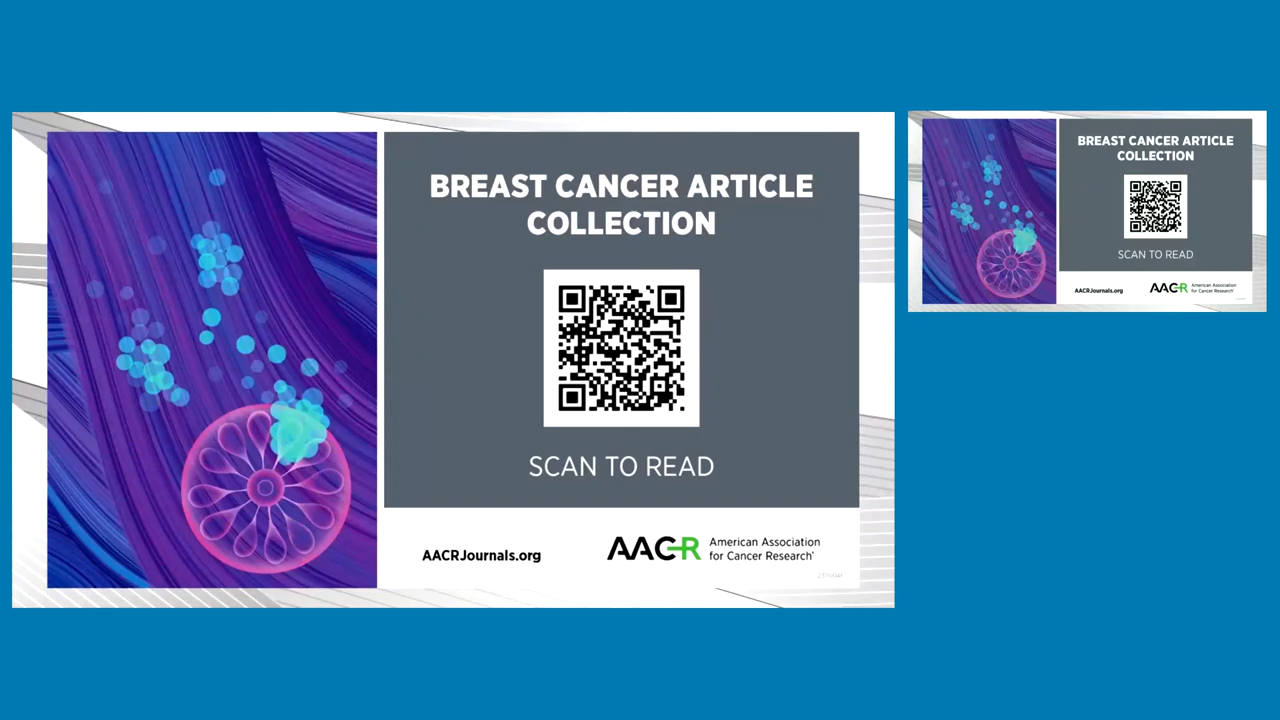 BREAST CANCER ARTICLE
COLLECTION
SCAN TO READ
AACRJournals.org
AACR
American Association
for Cancer Research
BREAST CANCER ARTICLE
COLLECTION
SCAN TO READ
AACRJournals.org
AACR
American Association
for Cancer Research